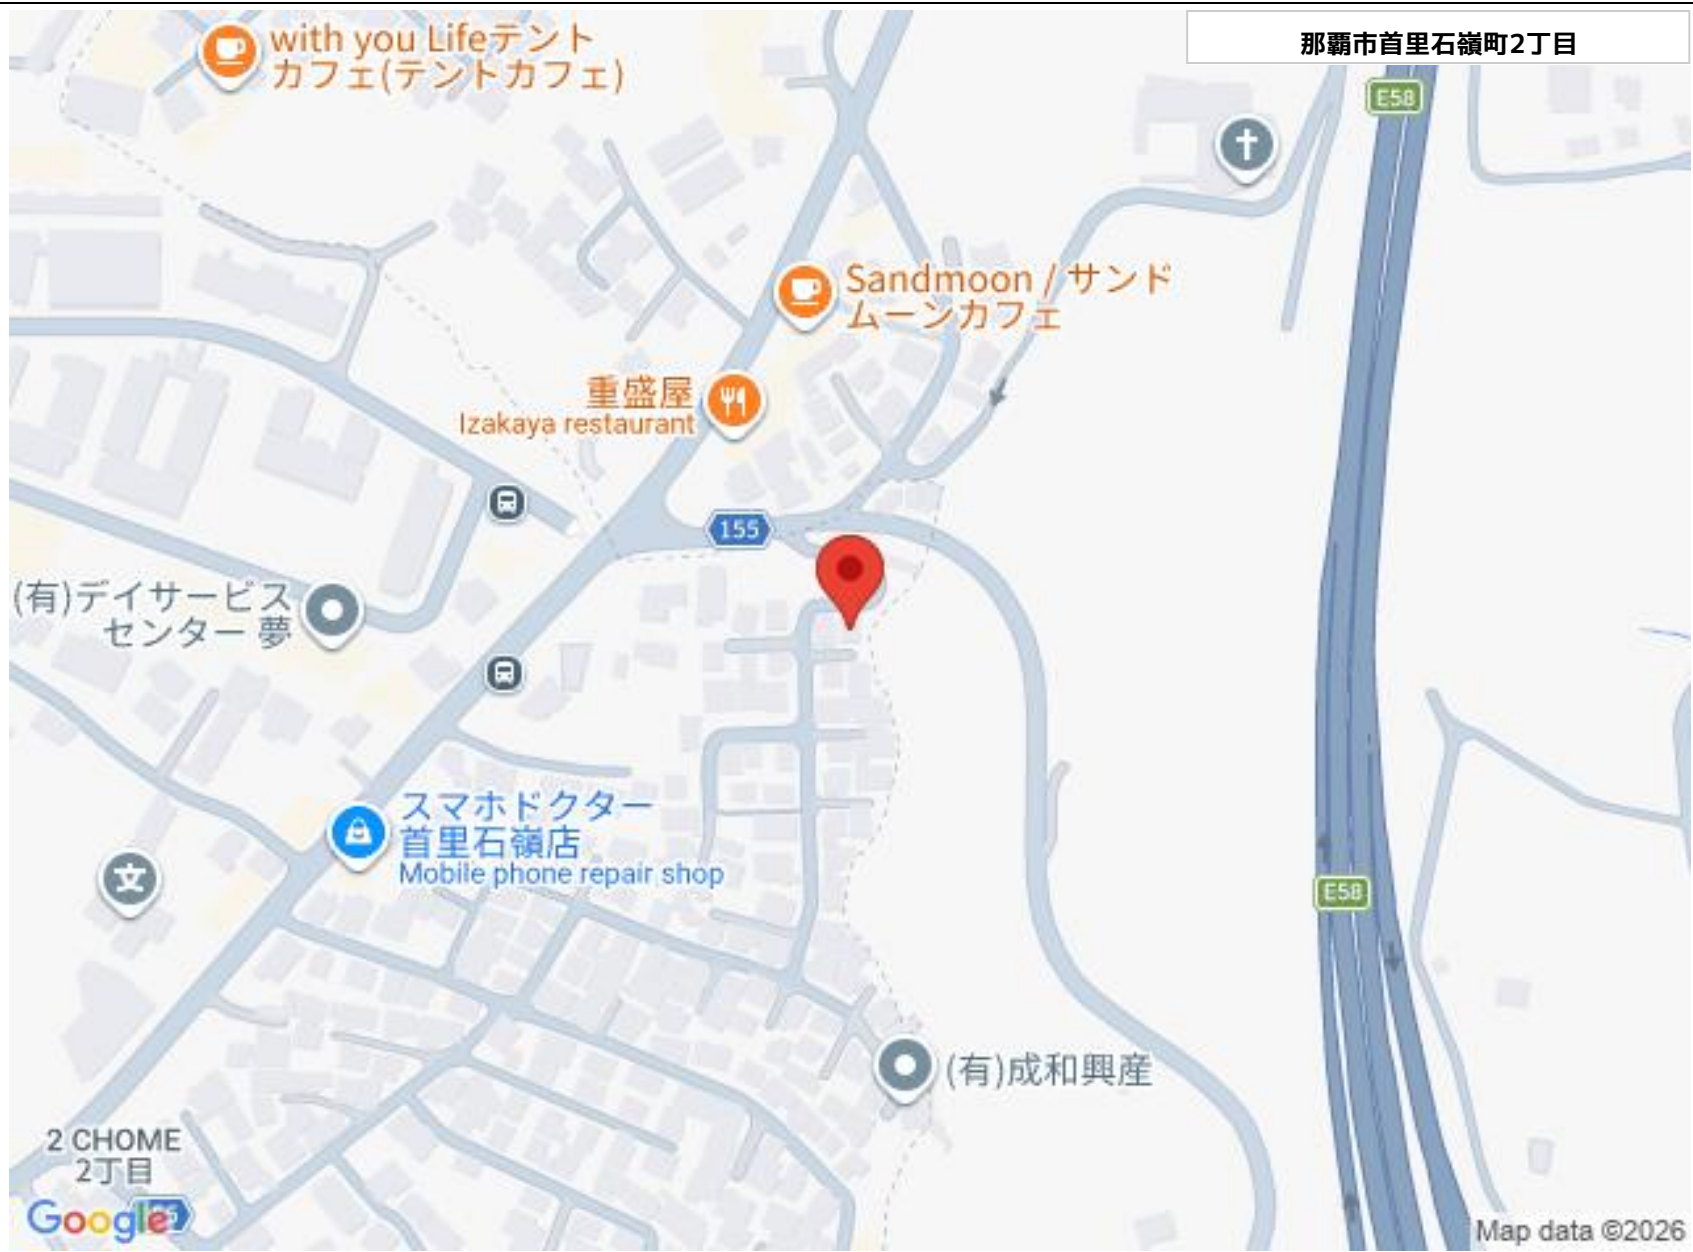 那覇市首里石嶺町2丁目
with you Lifeテント
カフェ(テントカフェ)
E58
Sandmoon / サンド
ムーンカフェ
重盛屋
Izakaya restaurant
155
(有)デイサービス
センター 夢
スマホドクター
首里石嶺店
Mobile phone repair shop
文
E58
(有)成和興産
2 CHOME
2丁目
Google
Map data ©2026